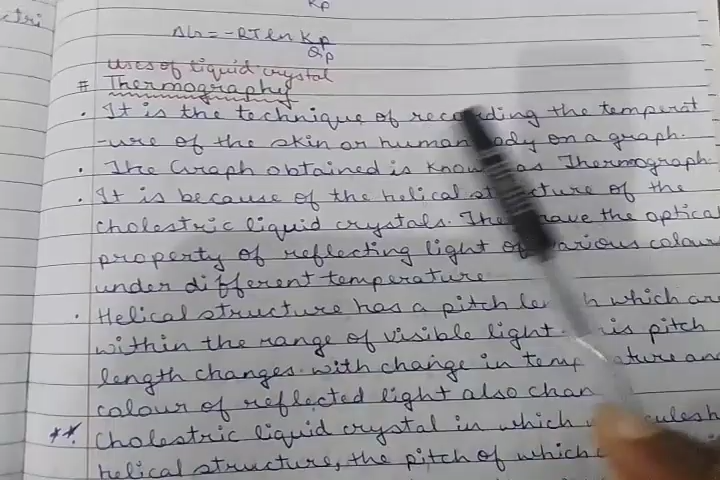 Kp
ΔG = -RT ln Kp
Qp
uses of liquid crystal
# Thermography
. It is the technique of recording the temperat
-ure of the skin or human body on a graph.
. The Graph obtained is known as Thermograph.
. It is because of the helical structure of the
cholestric liquid crystals. They have the optical
property of reflecting light of various colour
under different temperature
. Helical structure has a pitch length which are
within the range of visible light. This pitch
length changes with change in temperature and
colour of reflected light also chan
**. Cholestric liquid crystal in which
helical structure, the pitch of which